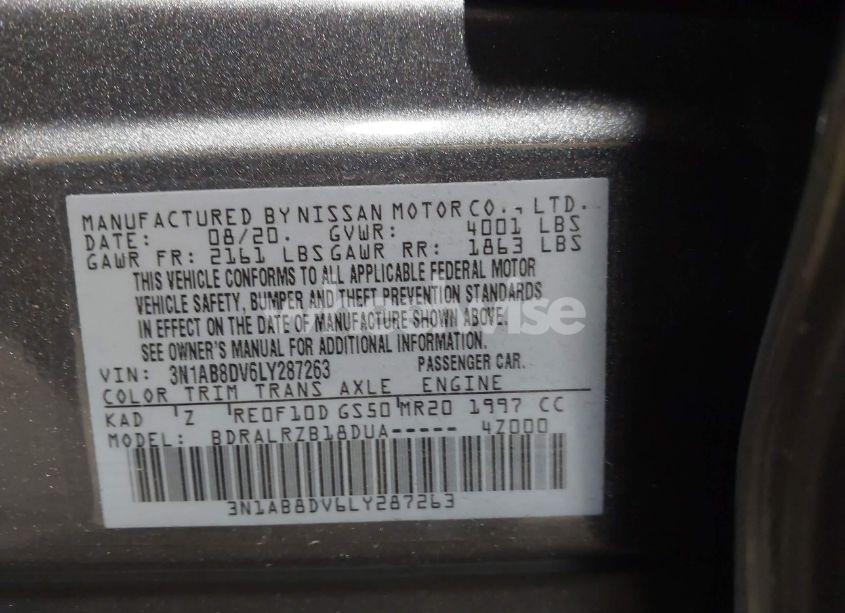 MANUFACTURED BY NISSAN MOTOR CO., LTD.
DATE: 08/20. GVWR: 4001 LBS
GAWR FR: 2161 LBS GAWR RR: 1863 LBS
THIS VEHICLE CONFORMS TO ALL APPLICABLE FEDERAL MOTOR
VEHICLE SAFETY, BUMPER AND THEFT PREVENTION STANDARDS
IN EFFECT ON THE DATE OF MANUFACTURE SHOWN ABOVE.
SEE OWNER'S MANUAL FOR ADDITIONAL INFORMATION.
VIN: 3N1AB8DV6LY287263 PASSENGER CAR.
COLOR TRIM TRANS AXLE ENGINE
KAD Z RE0F10D GS50 MR20 1997 CC
MODEL: BDRALRZB18DUA----- 4Z000
3N1AB8DV6LY287263